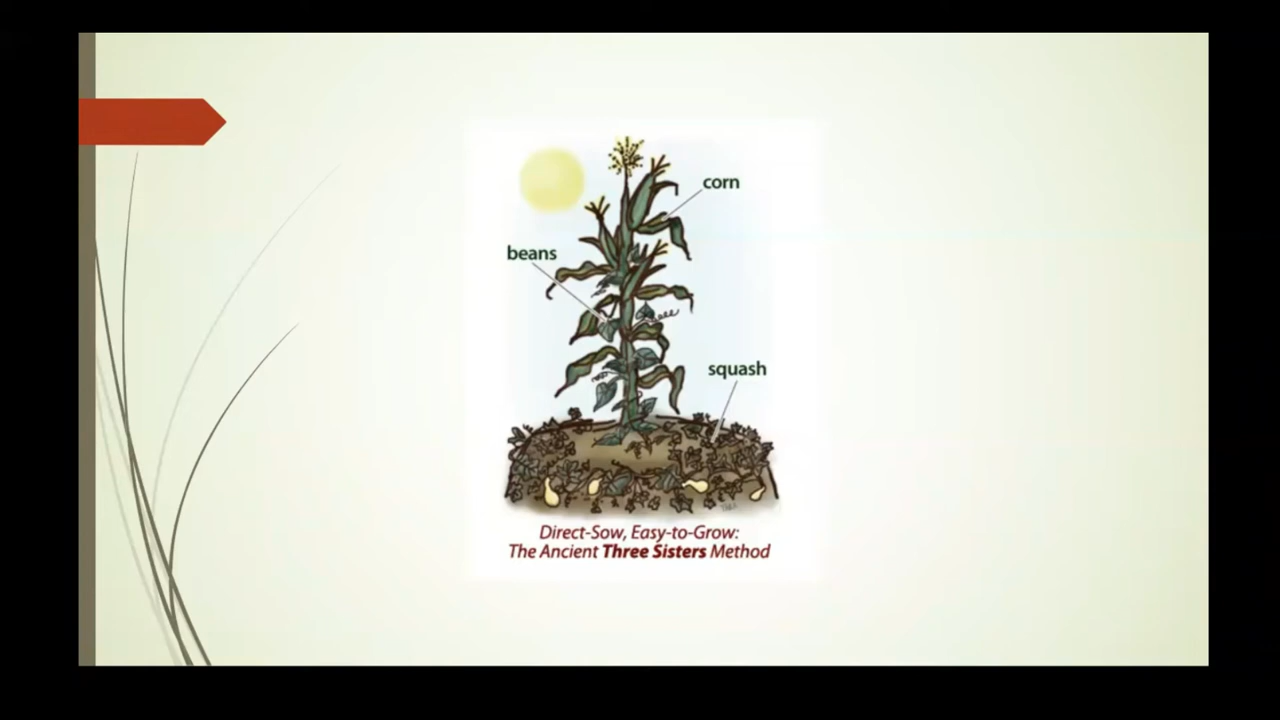 corn
beans
squash
Direct-Sow, Easy-to-Grow:
The Ancient Three Sisters Method